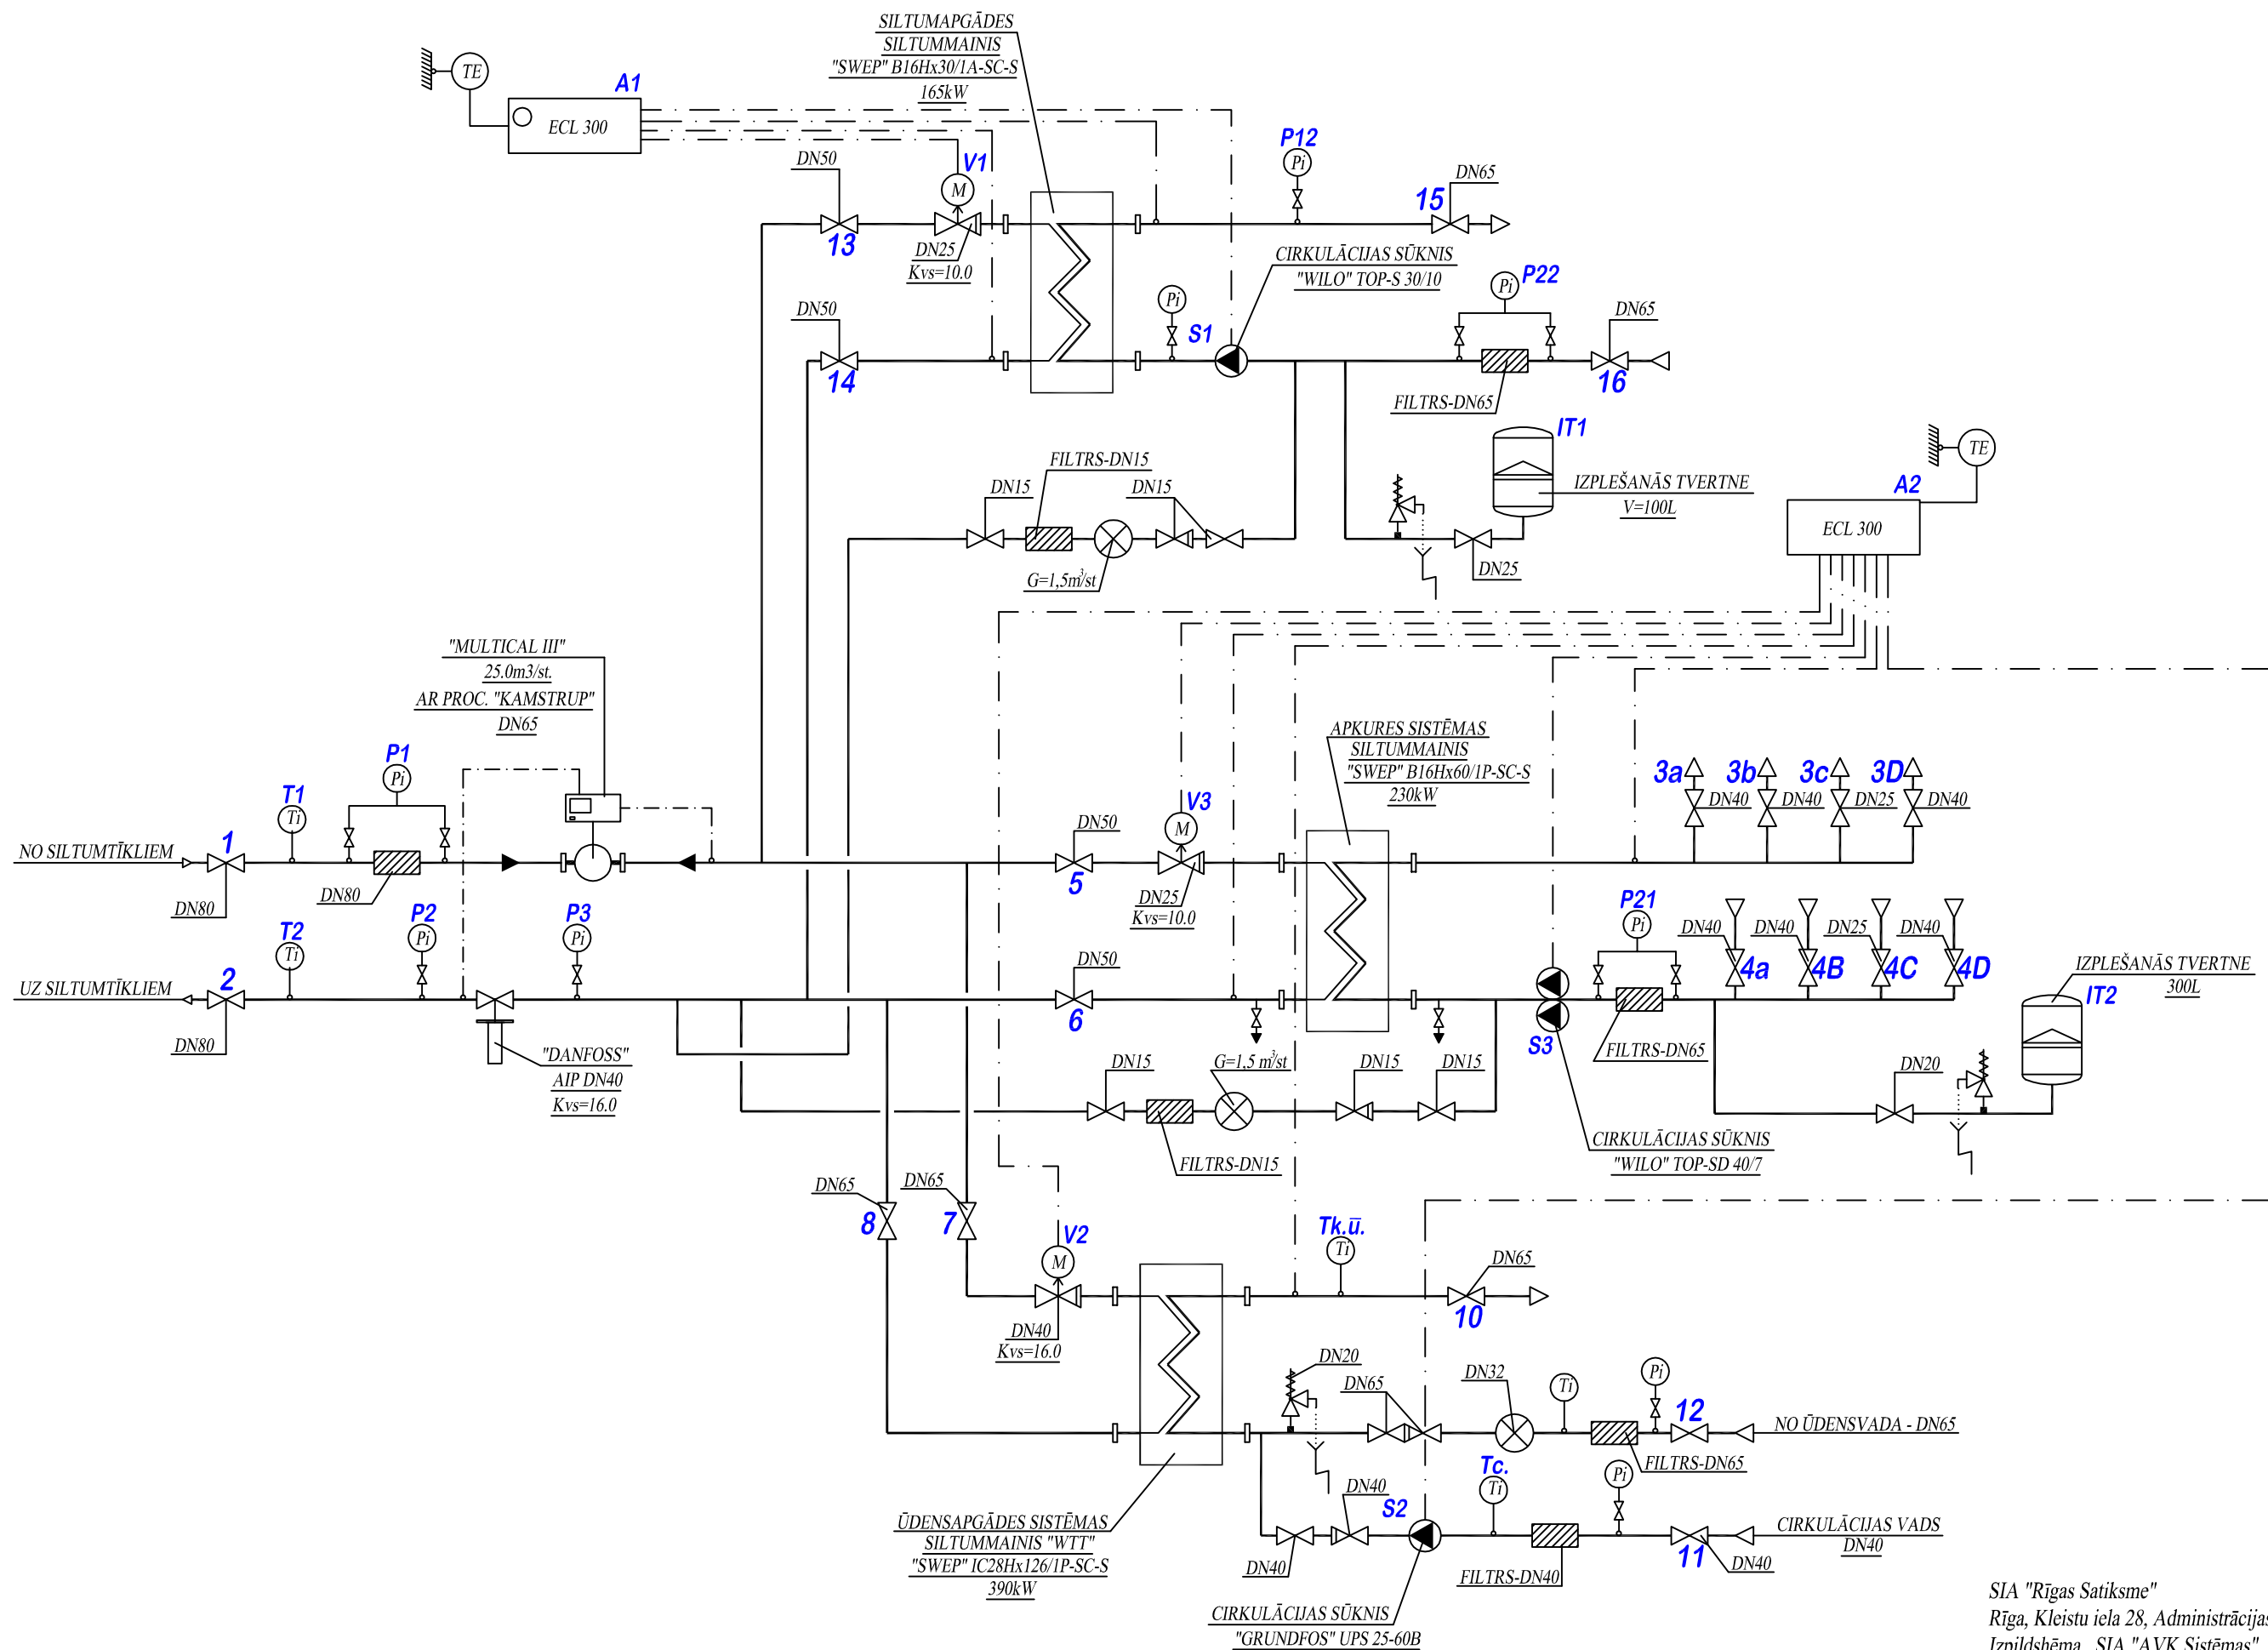 SILTUMAPGĀDES
SILTUMMAINIS
"SWEP" B16Hx30/1A-SC-S
165kW
TE
A1
ECL 300
DN50
V1
M
P12
Pi
15
DN65
13
DN25
Kvs=10.0
CIRKULĀCIJAS SŪKNIS
"WILO" TOP-S 30/10
DN50
14
Pi
S1
Pi
P22
DN65
16
FILTRS-DN65
IT1
IZPLEŠANĀS TVERTNE
V=100L
DN25
FILTRS-DN15
DN15
DN15
G=1,5m³/st
TE
A2
ECL 300
"MULTICAL III"
25.0m3/st.
AR PROC. "KAMSTRUP"
DN65
P1
Pi
T1
Ti
1
NO SILTUMTĪKLIEM
DN80
DN80
T2
Ti
P2
Pi
P3
Pi
2
UZ SILTUMTĪKLIEM
DN80
"DANFOSS"
AIP DN40
Kvs=16.0
APKURES SISTĒMAS
SILTUMMAINIS
"SWEP" B16Hx60/1P-SC-S
230kW
DN50
5
V3
M
DN25
Kvs=10.0
DN50
6
3a
3b
3c
3D
DN40
DN40
DN25
DN40
P21
Pi
DN40
DN40
DN25
DN40
4a
4B
4C
4D
IZPLEŠANĀS TVERTNE
300L
IT2
S3
FILTRS-DN65
DN20
CIRKULĀCIJAS SŪKNIS
"WILO" TOP-SD 40/7
DN15
G=1,5 m³/st
DN15
DN15
FILTRS-DN15
DN65
8
DN65
7
V2
M
DN40
Kvs=16.0
Tk.ū.
Ti
DN65
10
DN20
DN65
DN32
Ti
Pi
12
NO ŪDENSVADA - DN65
FILTRS-DN65
DN40
S2
Tc.
Ti
Pi
CIRKULĀCIJAS VADS
DN40
11
DN40
DN40
FILTRS-DN40
ŪDENSAPGĀDES SISTĒMAS
SILTUMMAINIS "WTT"
"SWEP" IC28Hx126/1P-SC-S
390kW
CIRKULĀCIJAS SŪKNIS
"GRUNDFOS" UPS 25-60B
SIA "Rīgas Satiksme"
Rīga, Kleistu iela 28, Administrācijas
Izpildshēma, SIA "AVK Sistēmas"